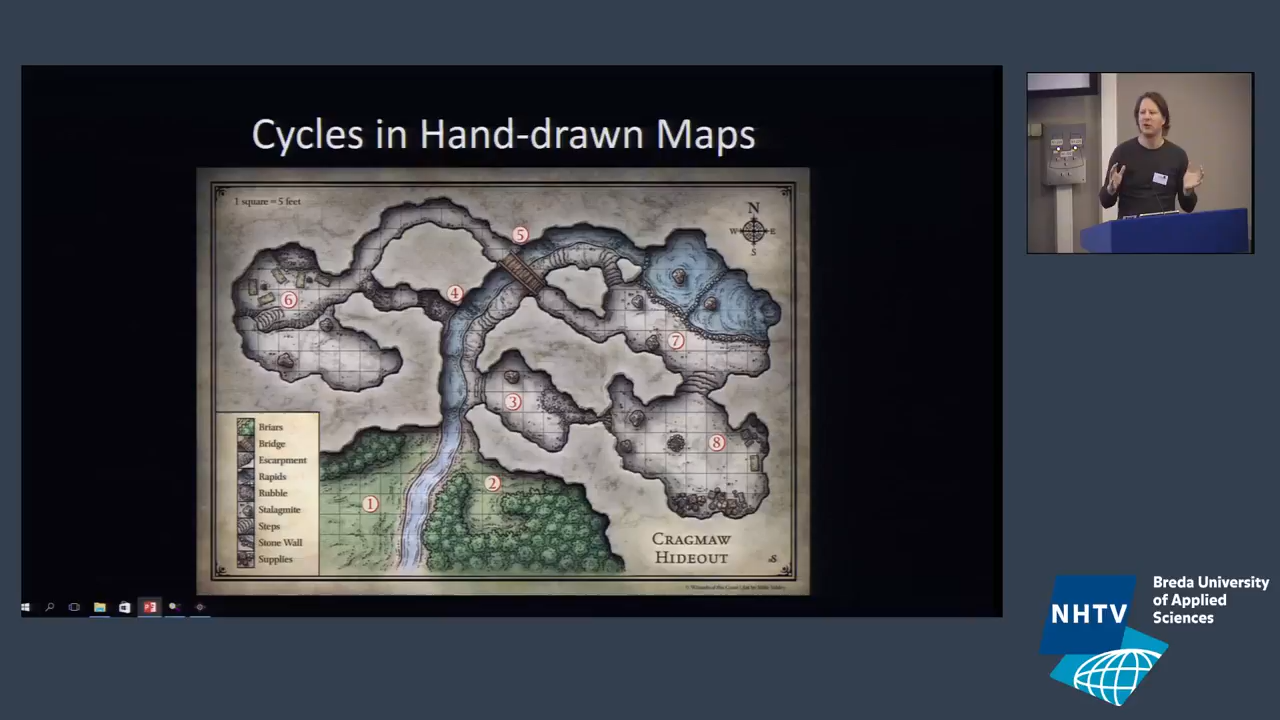 Cycles in Hand-drawn Maps
1 square = 5 feet
N
W
E
S
5
4
6
7
3
8
Briars
Bridge
Escarpment
Rapids
Rubble
Stalagmite
Steps
Stone Wall
Supplies
1
2
CRAGMAW
HIDEOUT
NHTV
Breda University
of Applied
Sciences